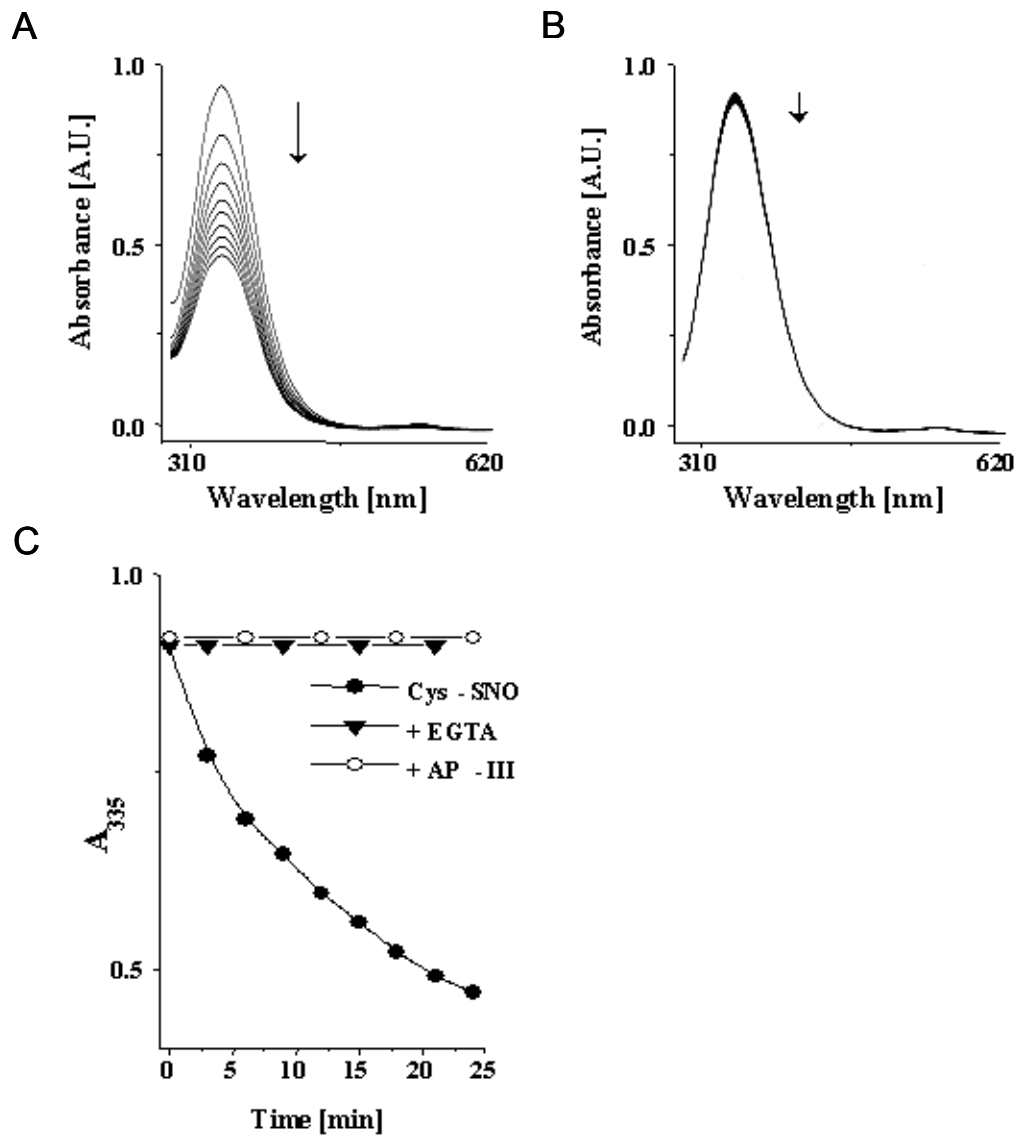 A
1.0
0.5
0.0
Absorbance [A.U.]
310
620
Wavelength [nm]
B
1.0
0.5
0.0
Absorbance [A.U.]
310
620
Wavelength [nm]
C
1.0
0.5
A335
Cys - SNO
+ EGTA
+ AP - III
0
5
10
15
20
25
Time [min]